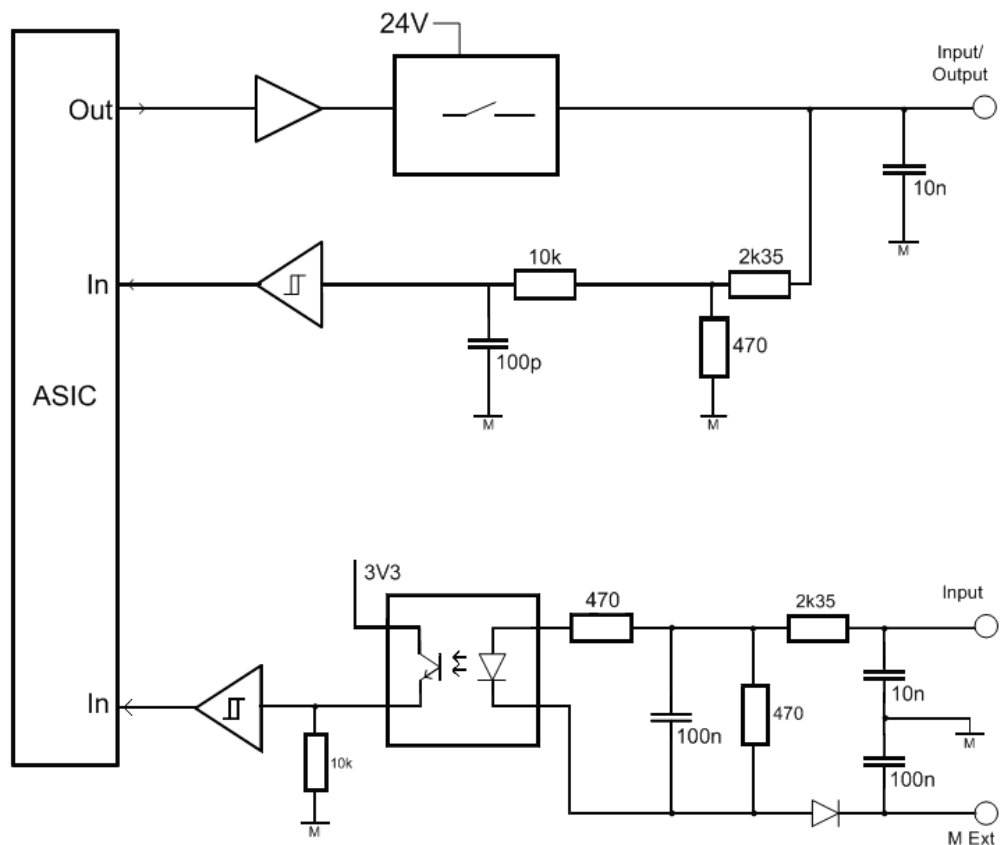 24V
Input/
Output
Out
10n
M
10k
2k35
In
470
100p
M
M
ASIC
3V3
470
2k35
Input
10n
In
470
100n
M
10k
100n
M
M Ext